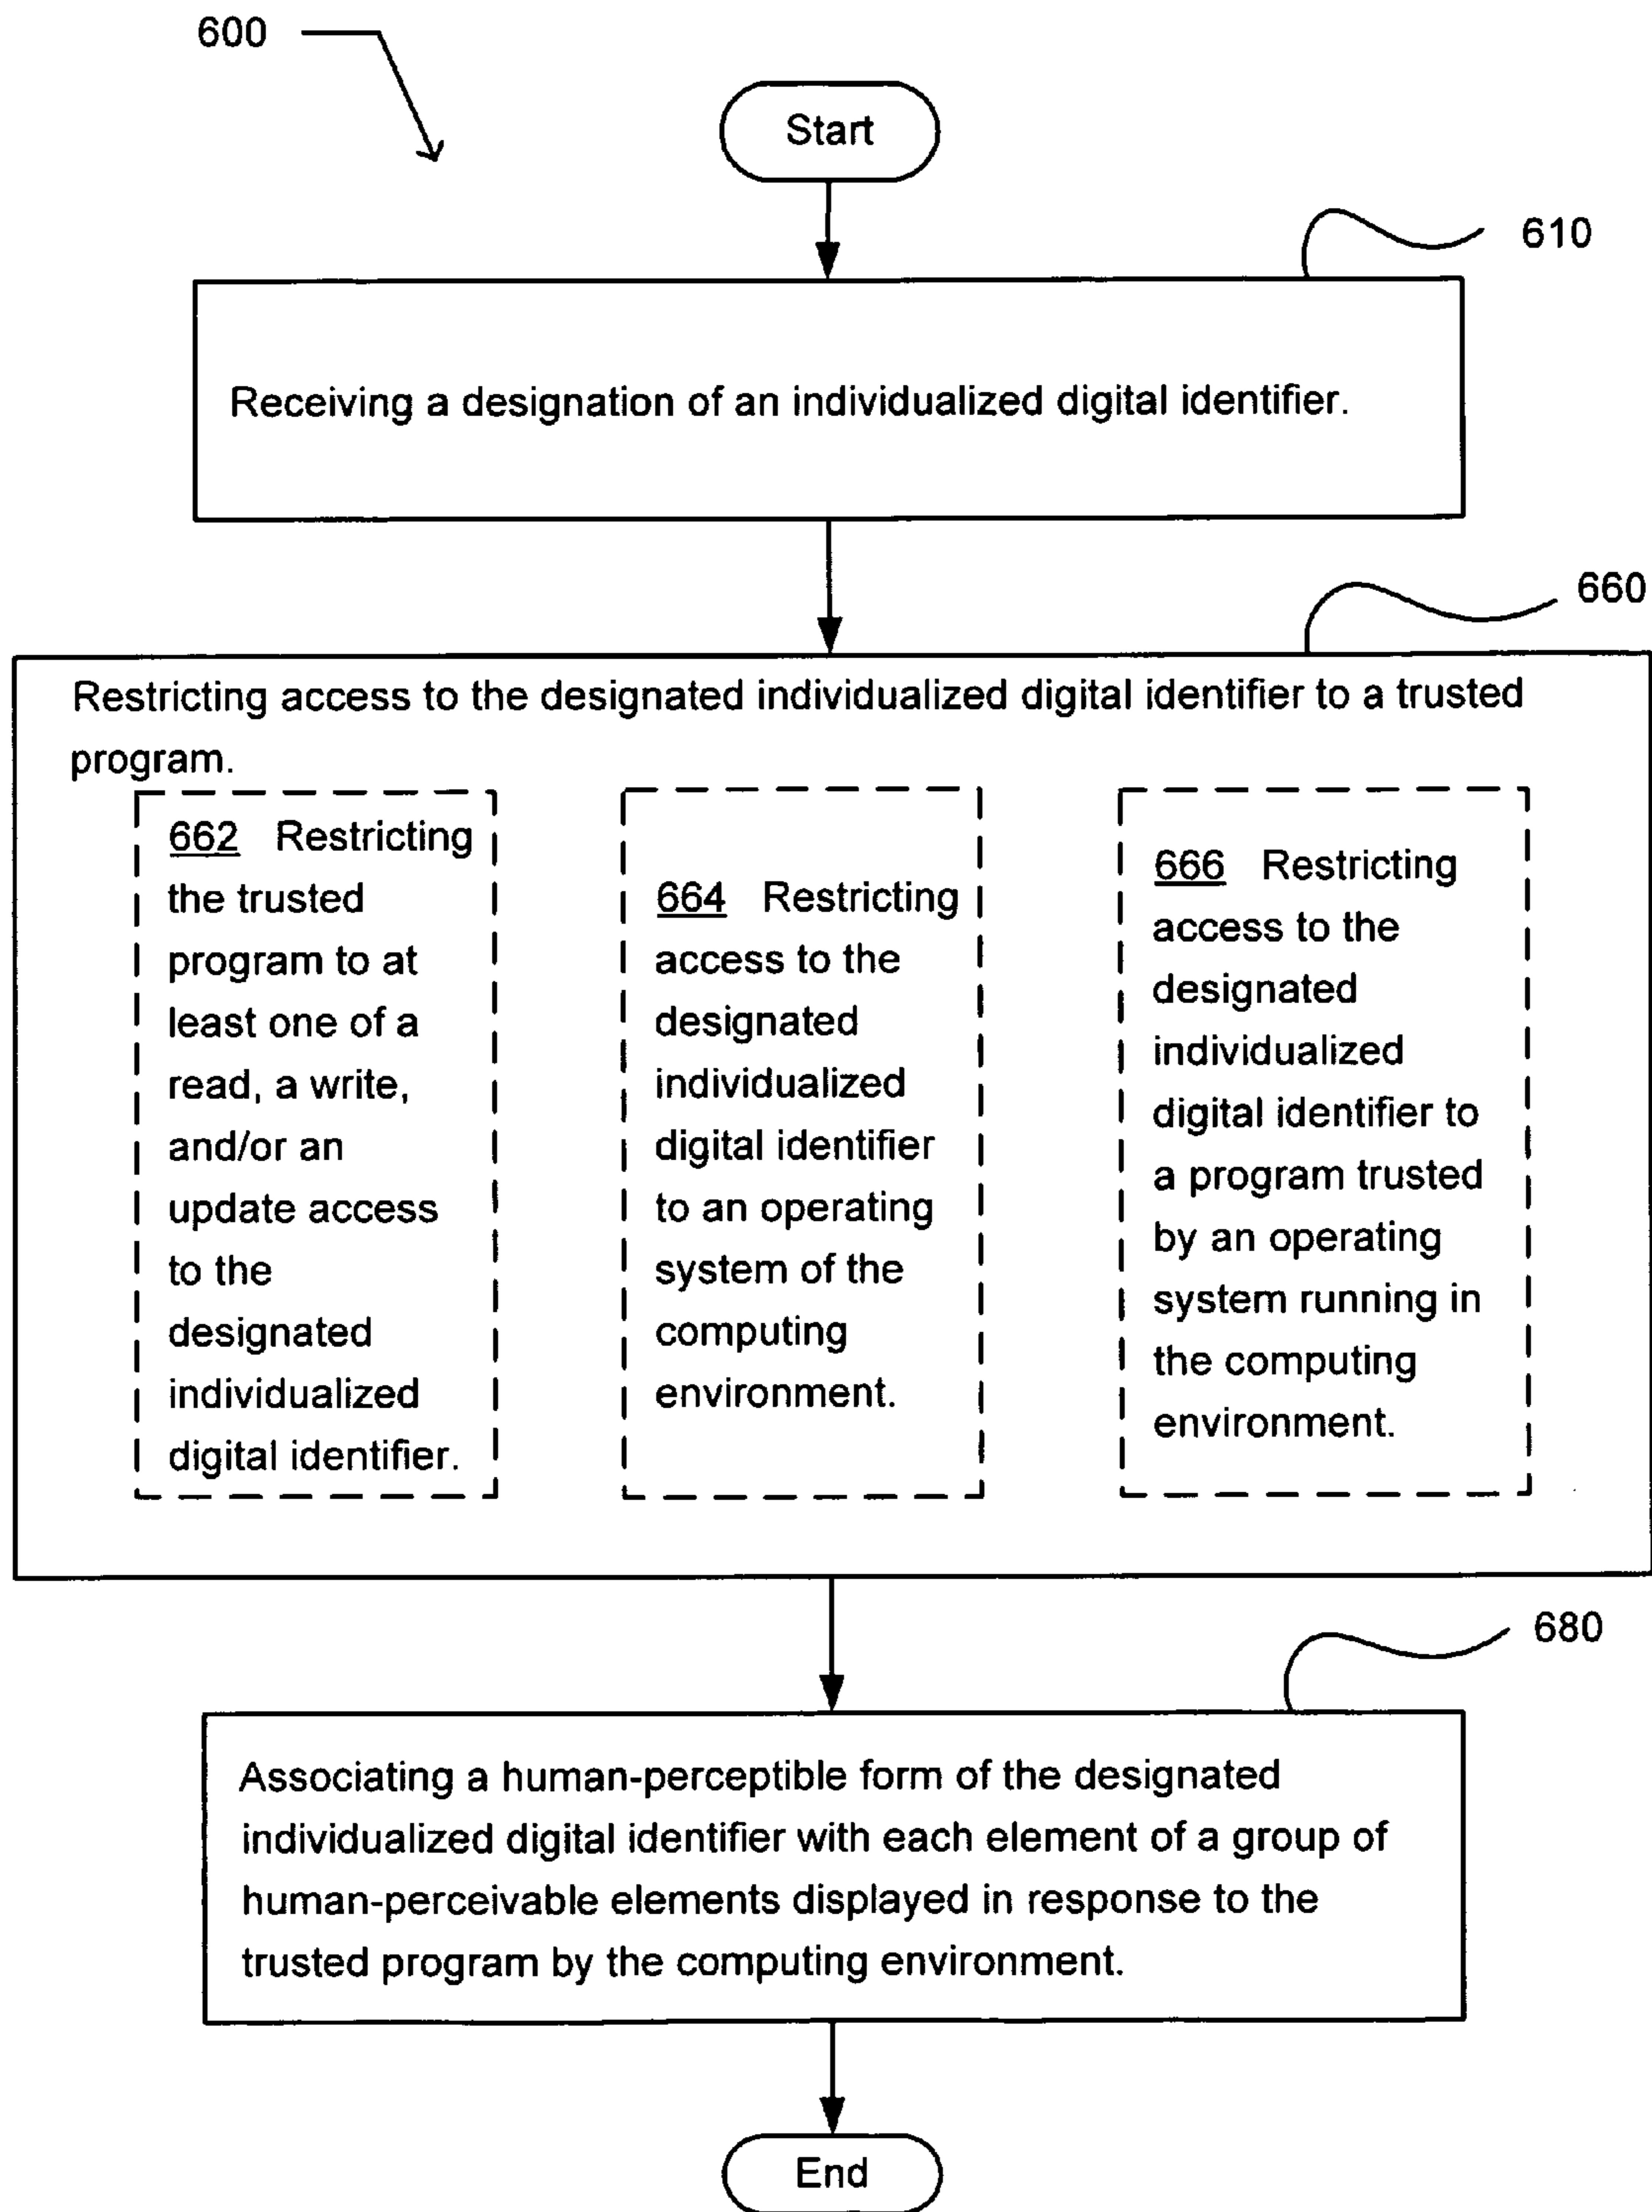 600
Start
610
Receiving a designation of an individualized digital identifier.
660
Restricting access to the designated individualized digital identifier to a trusted
program.
662 Restricting
the trusted
program to at
least one of a
read, a write,
and/or an
update access
to the
designated
individualized
digital identifier.
664 Restricting
access to the
designated
individualized
digital identifier
to an operating
system of the
computing
environment.
666 Restricting
access to the
designated
individualized
digital identifier to
a program trusted
by an operating
system running in
the computing
environment.
680
Associating a human-perceptible form of the designated
individualized digital identifier with each element of a group of
human-perceivable elements displayed in response to the
trusted program by the computing environment.
End